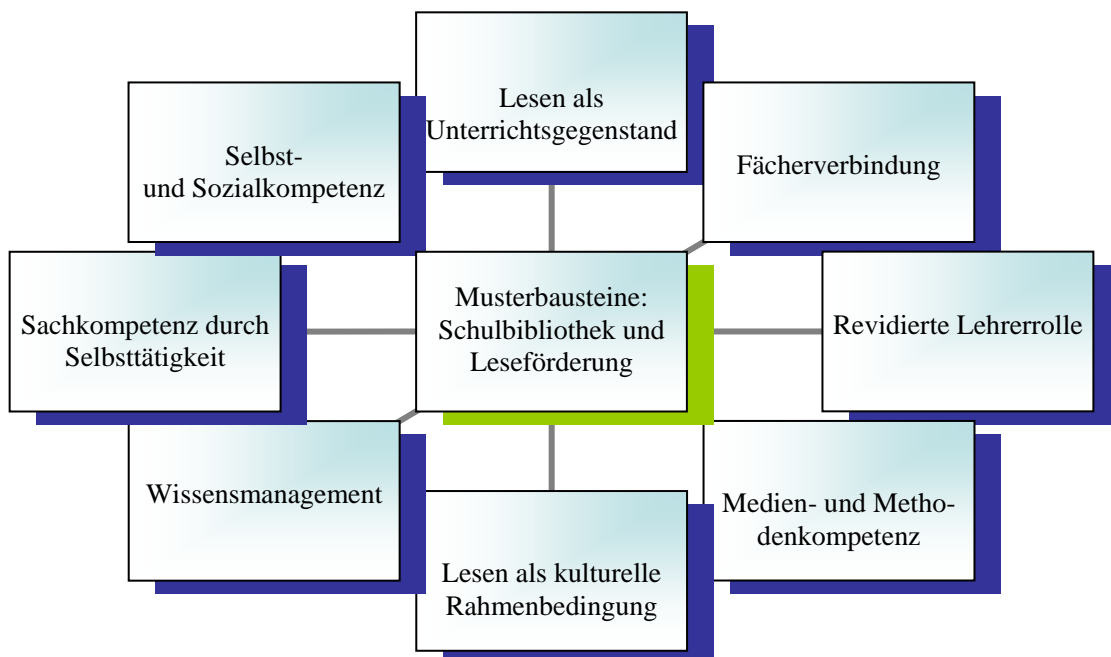 Lesen als
Unterrichtsgegenstand
Selbst-
und Sozialkompetenz
Fächerverbindung
Sachkompetenz durch
Selbsttätigkeit
Musterbausteine:
Schulbibliothek und
Leseförderung
Revidierte Lehrerrolle
Wissensmanagement
Medien- und Metho-
denkompetenz
Lesen als kulturelle
Rahmenbedingung